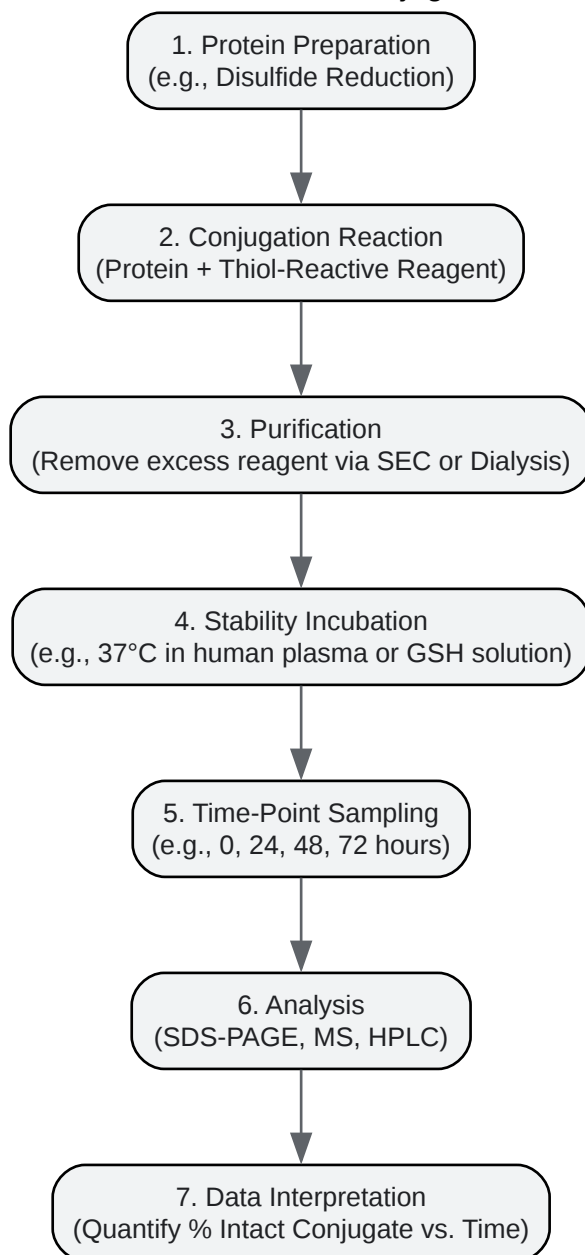 1. Protein Preparation
(e.g., Disulfide Reduction)
2. Conjugation Reaction
(Protein + Thiol-Reactive Reagent)
3. Purification
(Remove excess reagent via SEC or Dialysis)
4. Stability Incubation
(e.g., 37°C in human plasma or GSH solution)
5. Time-Point Sampling
(e.g., 0, 24, 48, 72 hours)
6. Analysis
(SDS-PAGE, MS, HPLC)
7. Data Interpretation
(Quantify % Intact Conjugate vs. Time)